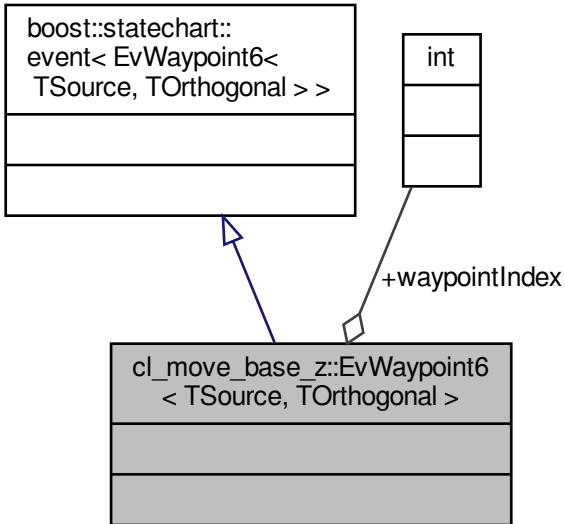 boost::statechart::
event< EvWaypoint6<
TSource, TOrthogonal > >
int
+waypointIndex
cl_move_base_z::EvWaypoint6
< TSource, TOrthogonal >